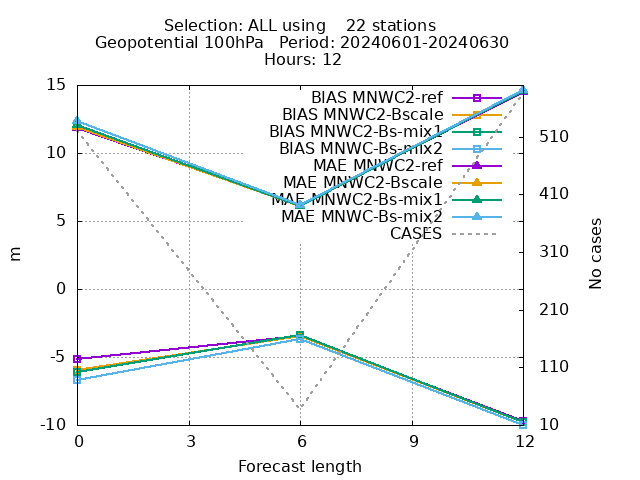 Selection: ALL using    22 stations
Geopotential 100hPa   Period: 20240601-20240630
Hours: 12
BIAS MNWC2-ref
BIAS MNWC2-Bscale
BIAS MNWC2-Bs-mix1
BIAS MNWC-Bs-mix2
MAE MNWC2-ref
MAE MNWC2-Bscale
MAE MNWC2-Bs-mix1
MAE MNWC-Bs-mix2
CASES
15
10
5
0
-5
-10
m
510
410
310
210
110
10
No cases
0 3 6 9 12
Forecast length